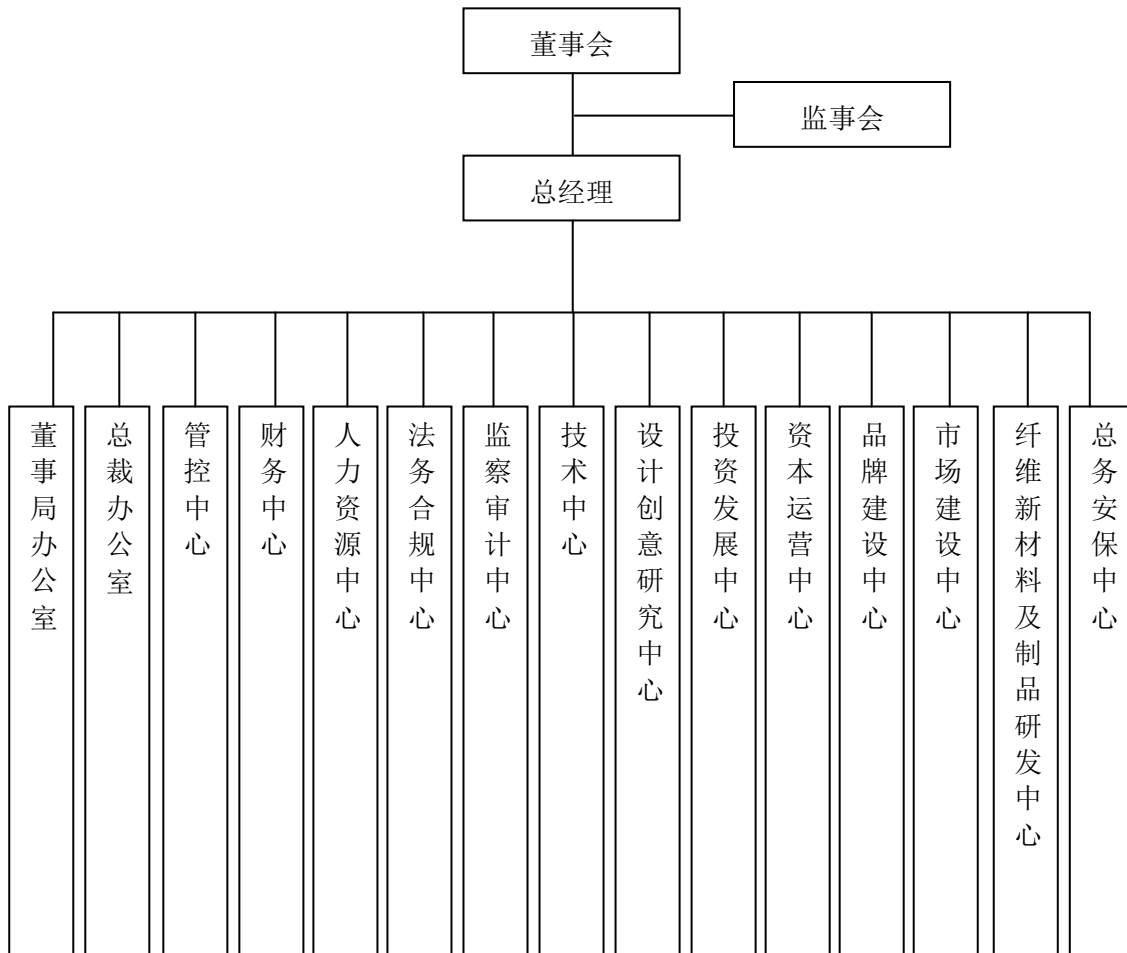 董事会
监事会
总经理
董事局办公室
总裁办公室
管控中心
财务中心
人力资源中心
法务合规中心
监察审计中心
技术中心
设计创意研究中心
投资发展中心
资本运营中心
品牌建设中心
市场建设中心
纤维新材料及制品研发中心
总务安保中心